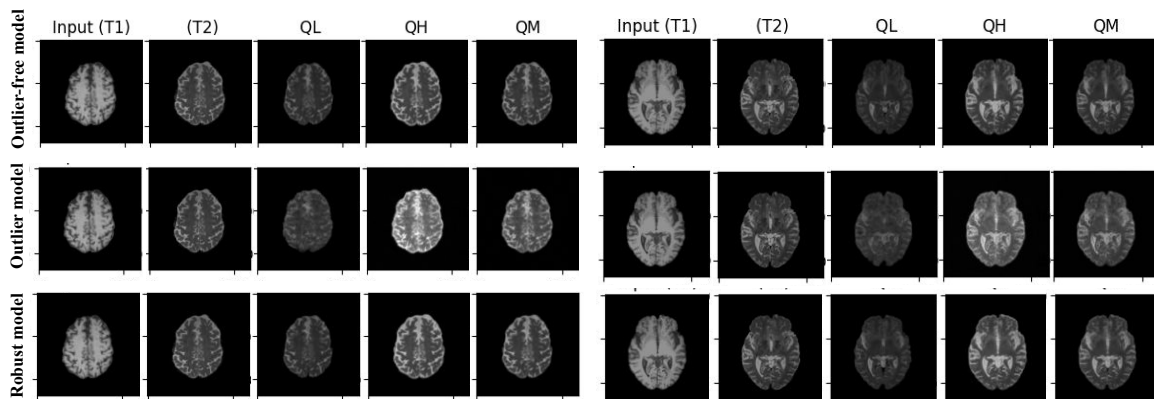 Input (T1) (T2) QL QH QM Input (T1) (T2) QL QH QM
Outlier-free model
Outlier model
Robust model